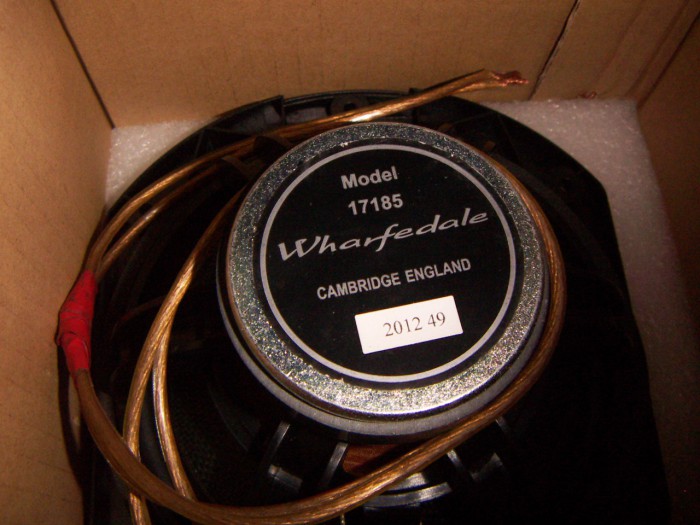 Model
17185
Wharfedale
CAMBRIDGE ENGLAND
2012 49